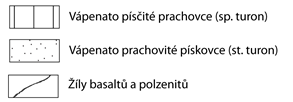 Vápenato písčité prachovce (sp. turon)
Vápenato prachovité pískovce (st. turon)
Žíly basaltů a polzenitů